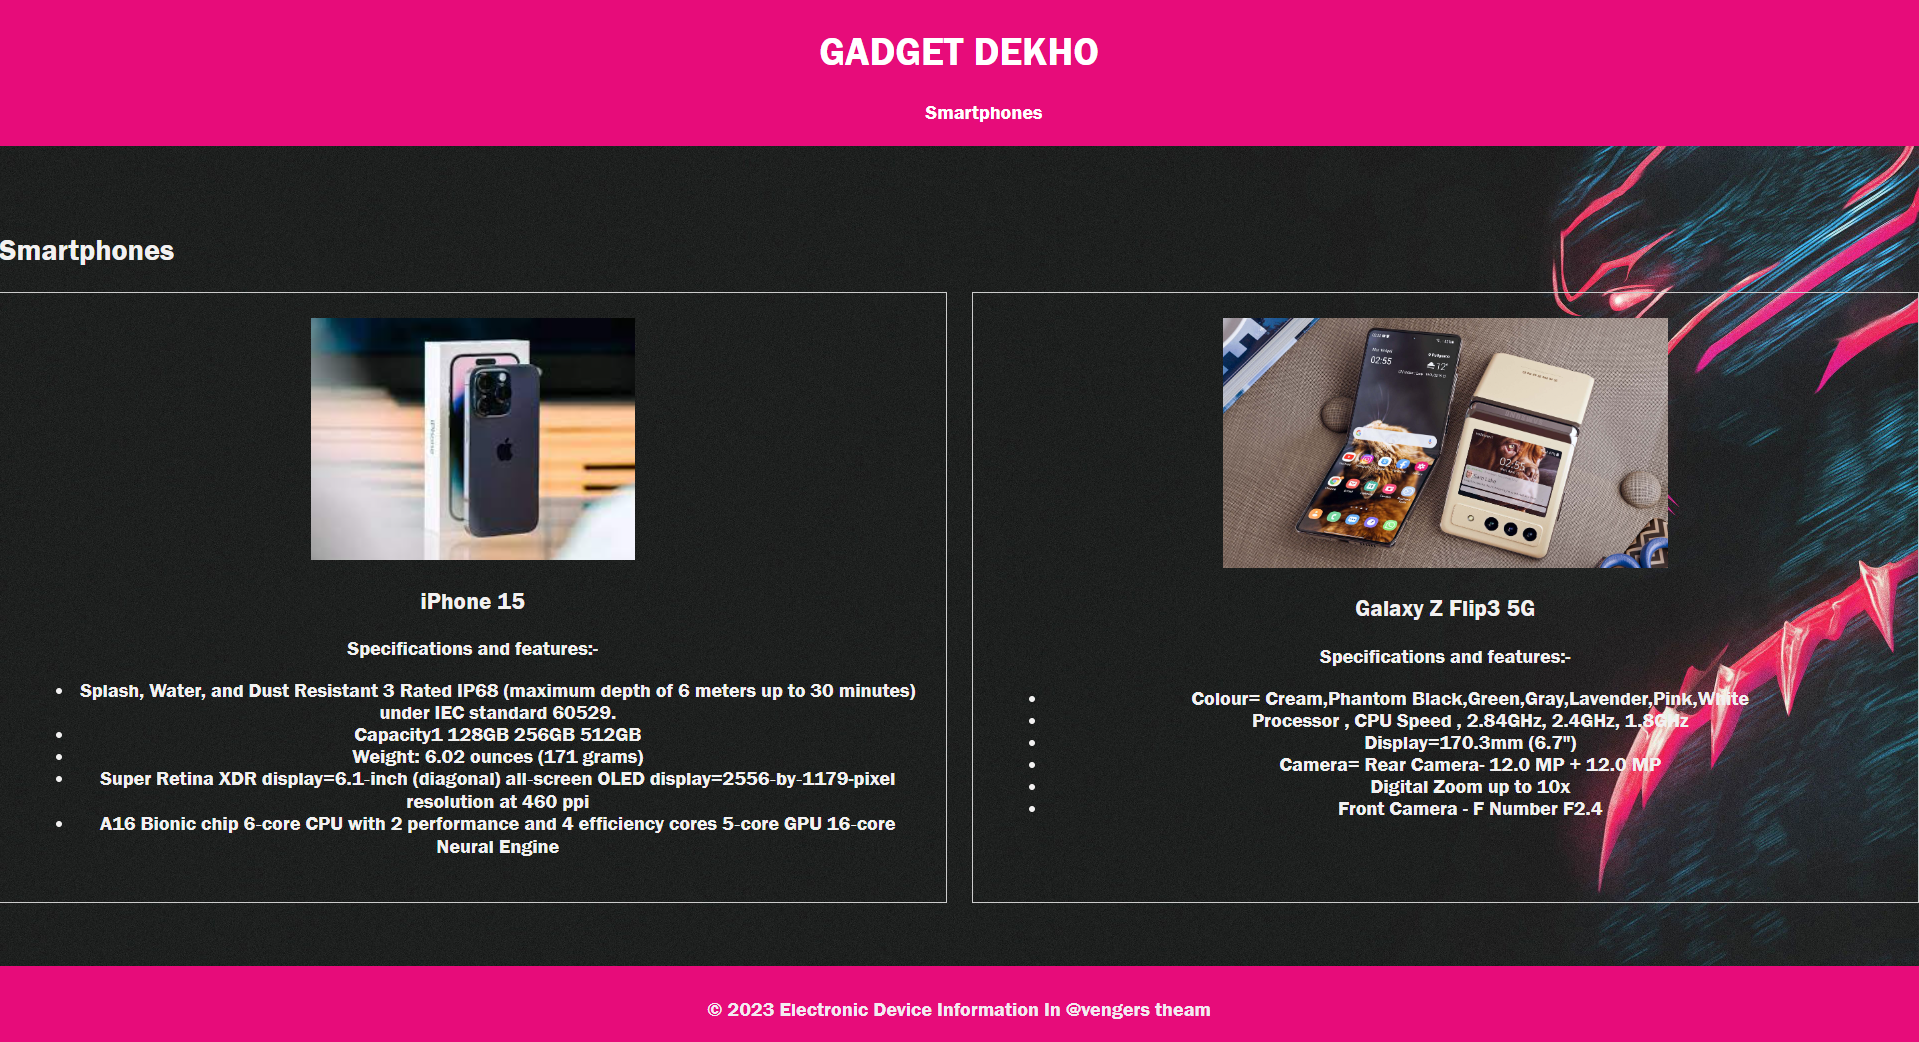 GADGET DEKHO
Smartphones
Smartphones
iPhone 15
Specifications and features:-
Splash, Water, and Dust Resistant 3 Rated IP68 (maximum depth of 6 meters up to 30 minutes)
under IEC standard 60529.
Capacity1 128GB 256GB 512GB
Weight: 6.02 ounces (171 grams)
Super Retina XDR display=6.1-inch (diagonal) all-screen OLED display=2556-by-1179-pixel
resolution at 460 ppi
A16 Bionic chip 6-core CPU with 2 performance and 4 efficiency cores 5-core GPU 16-core
Neural Engine
02:55
12°
02:55
Galaxy Z Flip3 5G
Specifications and features:-
Colour= Cream,Phantom Black,Green,Gray,Lavender,Pink,White
Processor , CPU Speed , 2.84GHz, 2.4GHz, 1.8GHz
Display=170.3mm (6.7")
Camera= Rear Camera- 12.0 MP + 12.0 MP
Digital Zoom up to 10x
Front Camera - F Number F2.4
© 2023 Electronic Device Information In @vengers theam